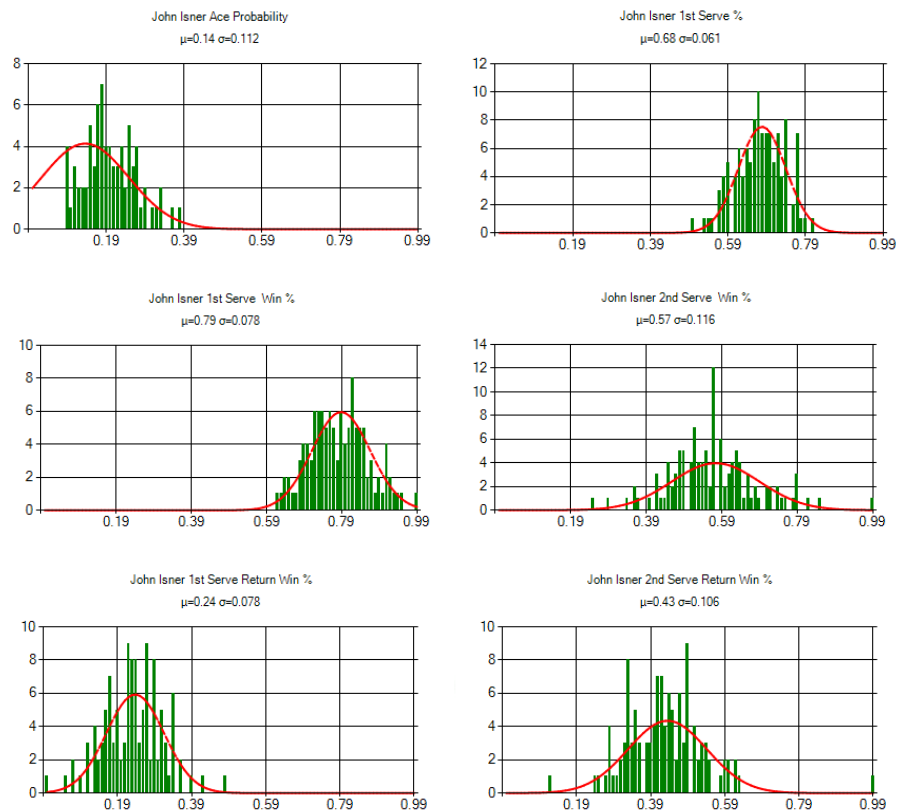 John Isner Ace Probability
μ=0.14 σ=0.112
8
6
4
2
0
0.19 0.39 0.59 0.79 0.99
John Isner 1st Serve %
μ=0.68 σ=0.061
12
10
8
6
4
2
0
0.19 0.39 0.59 0.79 0.99
John Isner 1st Serve Win %
μ=0.79 σ=0.078
10
8
6
4
2
0
0.19 0.39 0.59 0.79 0.99
John Isner 2nd Serve Win %
μ=0.57 σ=0.116
14
12
10
8
6
4
2
0
0.19 0.39 0.59 0.79 0.99
John Isner 1st Serve Return Win %
μ=0.24 σ=0.078
10
8
6
4
2
0
0.19 0.39 0.59 0.79 0.99
John Isner 2nd Serve Return Win %
μ=0.43 σ=0.106
10
8
6
4
2
0
0.19 0.39 0.59 0.79 0.99